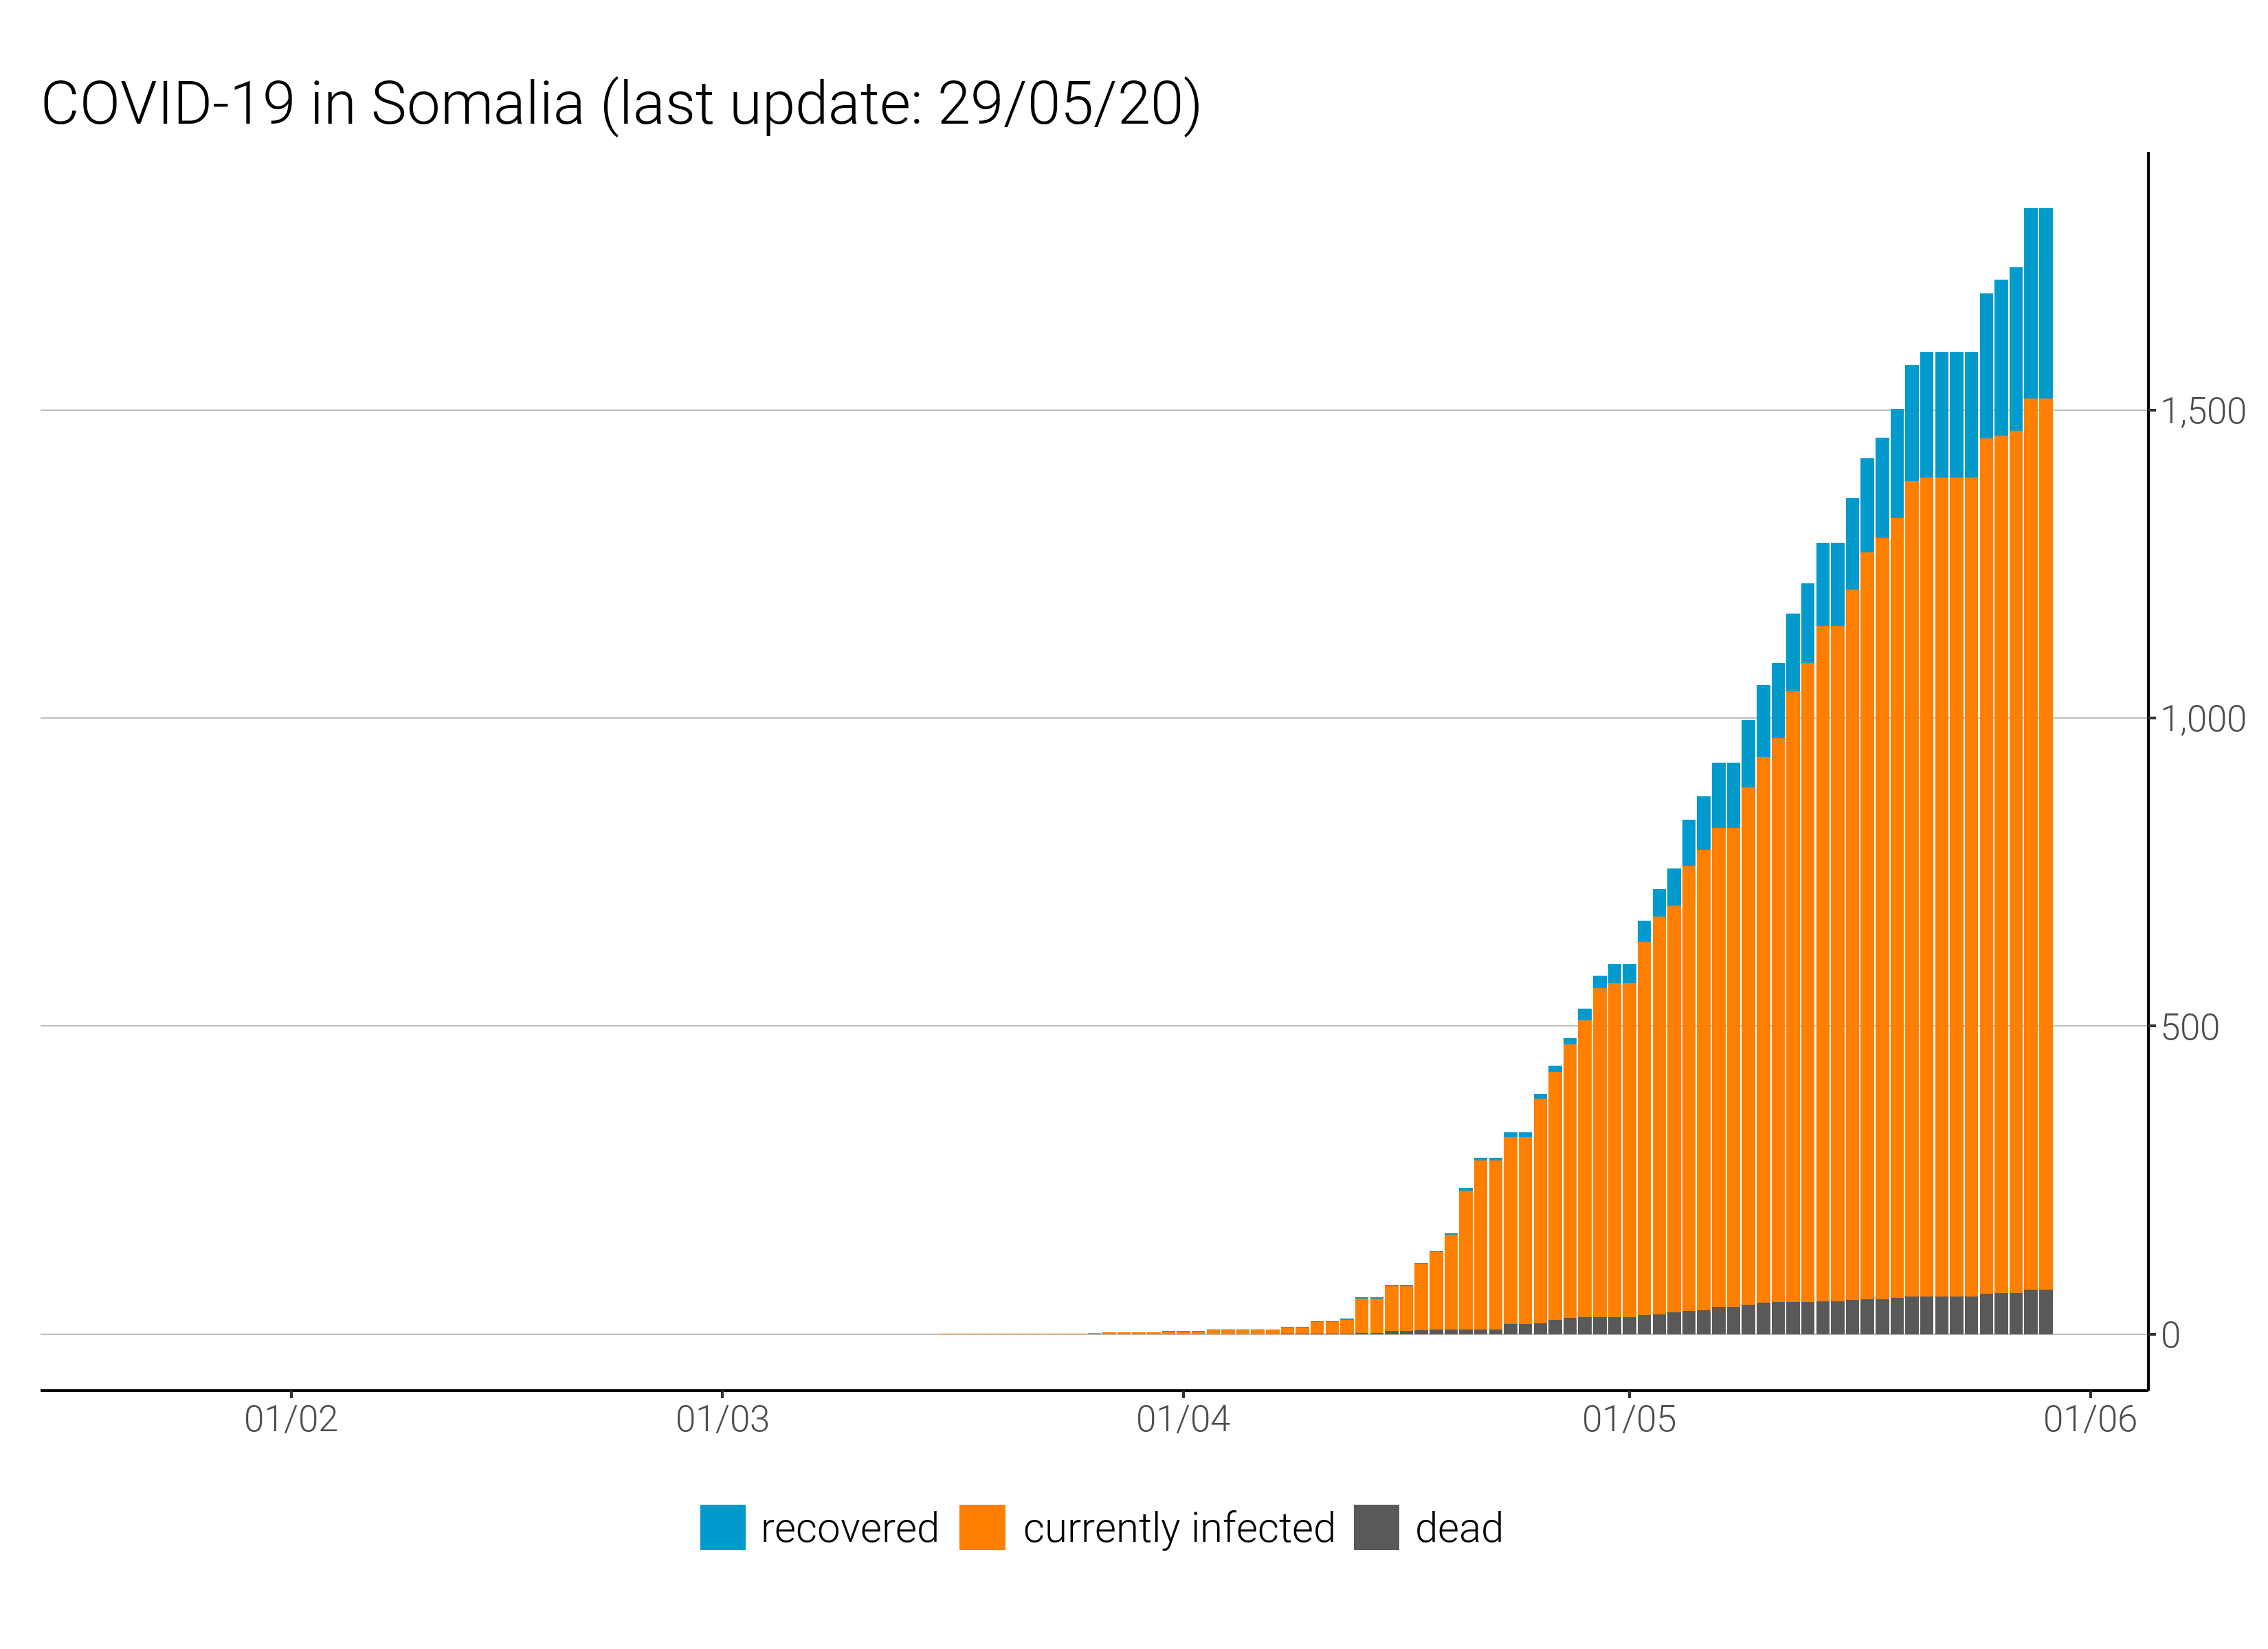 COVID-19 in Somalia (last update: 29/05/20)
1,500
1,000
500
0
01/02 01/03 01/04 01/05 01/06
recovered currently infected dead